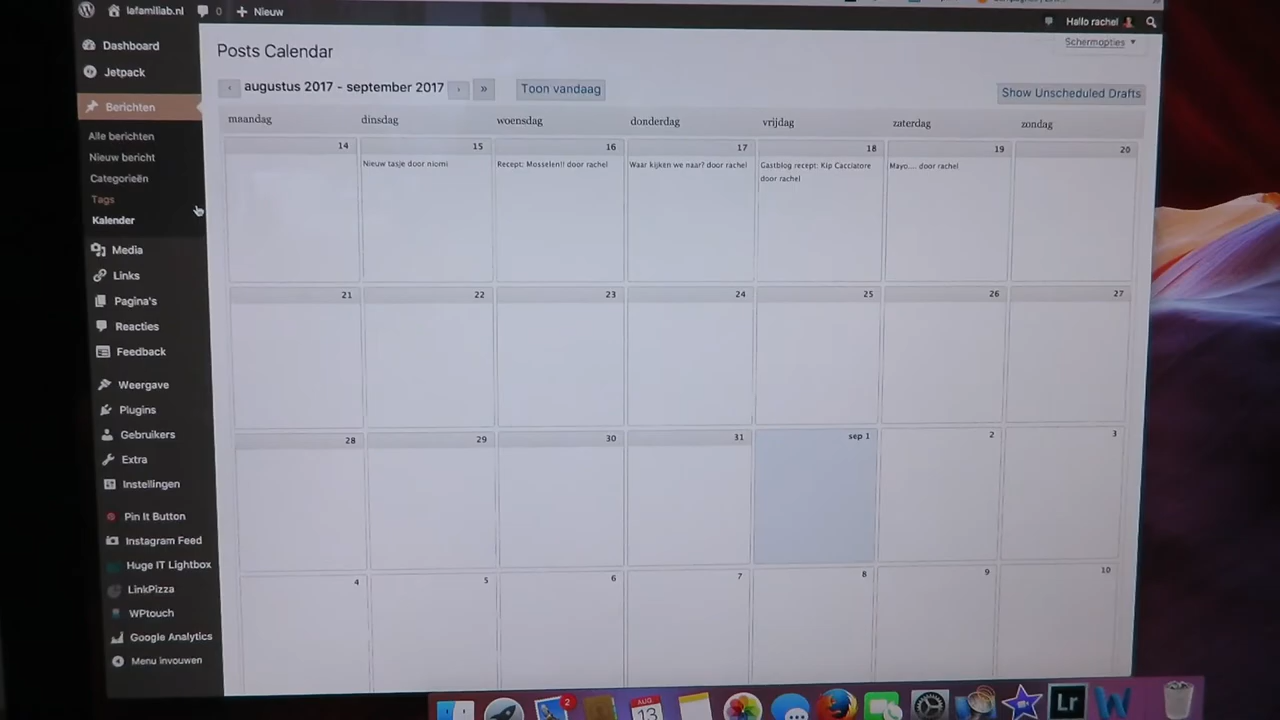 lafamiliab.nl 0 Nieuw
Hallo rachel
Dashboard
Jetpack
Berichten
Alle berichten
Nieuw bericht
Categorieën
Tags
Kalender
Media
Links
Pagina's
Reacties
Feedback
Weergave
Plugins
Gebruikers
Extra
Instellingen
Pin It Button
Instagram Feed
Huge IT Lightbox
LinkPizza
WPtouch
Google Analytics
Menu invouwen
Posts Calendar
Schermopties
‹ augustus 2017 - september 2017 › » Toon vandaag
Show Unscheduled Drafts
maandag dinsdag woensdag donderdag vrijdag zaterdag zondag
14 15 16 17 18 19 20
Nieuw tasje door niomi
Recept: Mosselen!! door rachel
Waar kijken we naar? door rachel
Gastblog recept: Kip Cacciatore
door rachel
Mayo.... door rachel
21 22 23 24 25 26 27
28 29 30 31 sep 1 2 3
4 5 6 7 8 9 10
2
AUG
13
Lr
W